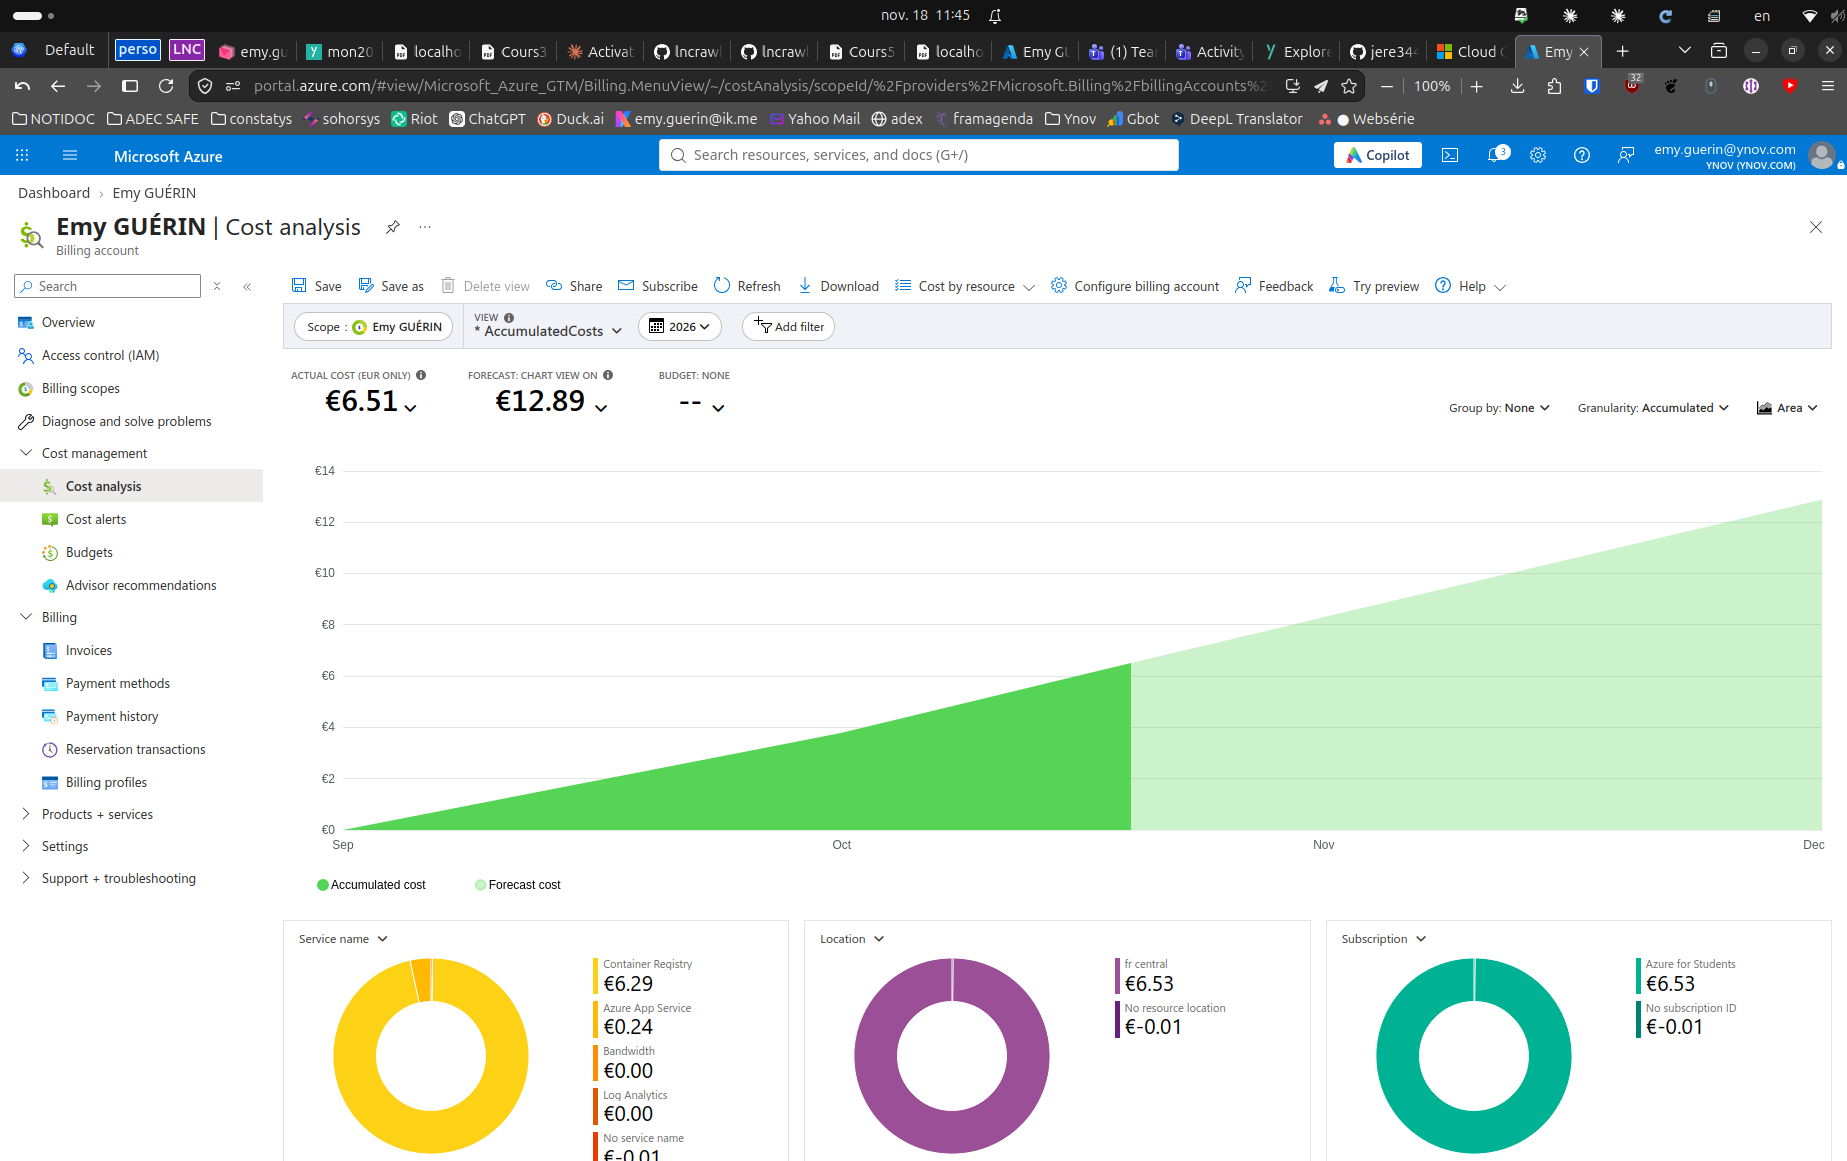 nov. 18 11:45
en
Default
perso
LNC
emy.gu
mon20
localho
Cours3
Activat
lncrawl
lncrawl
Cours5
localho
Emy GU
(1) Tea
Activity
Explore
jere344
Cloud C
Emy
portal.azure.com/#view/Microsoft_Azure_GTM/Billing.MenuView/~/costAnalysis/scopeId/%2Fproviders%2FMicrosoft.Billing%2FbillingAccounts%2
100%
32
NOTIDOC
ADEC SAFE
constatys
sohorsys
Riot
ChatGPT
Duck.ai
emy.guerin@ik.me
Yahoo Mail
adex
framagenda
Ynov
Gbot
DeepL Translator
Websérie
Microsoft Azure
Search resources, services, and docs (G+/)
Copilot
3
emy.guerin@ynov.com
YNOV (YNOV.COM)
Dashboard > Emy GUÉRIN
Emy GUÉRIN | Cost analysis
Billing account
Search
Overview
Access control (IAM)
Billing scopes
Diagnose and solve problems
Cost management
Cost analysis
Cost alerts
Budgets
Advisor recommendations
Billing
Invoices
Payment methods
Payment history
Reservation transactions
Billing profiles
Products + services
Settings
Support + troubleshooting
Save
Save as
Delete view
Share
Subscribe
Refresh
Download
Cost by resource
Configure billing account
Feedback
Try preview
Help
Scope : Emy GUÉRIN
VIEW
* AccumulatedCosts
2026
Add filter
ACTUAL COST (EUR ONLY)
€6.51
FORECAST: CHART VIEW ON
€12.89
BUDGET: NONE
--
Group by: None
Granularity: Accumulated
Area
€14
€12
€10
€8
€6
€4
€2
€0
Sep
Oct
Nov
Dec
Accumulated cost
Forecast cost
Service name
Container Registry
€6.29
Azure App Service
€0.24
Bandwidth
€0.00
Log Analytics
€0.00
No service name
€-0.01
Location
fr central
€6.53
No resource location
€-0.01
Subscription
Azure for Students
€6.53
No subscription ID
€-0.01